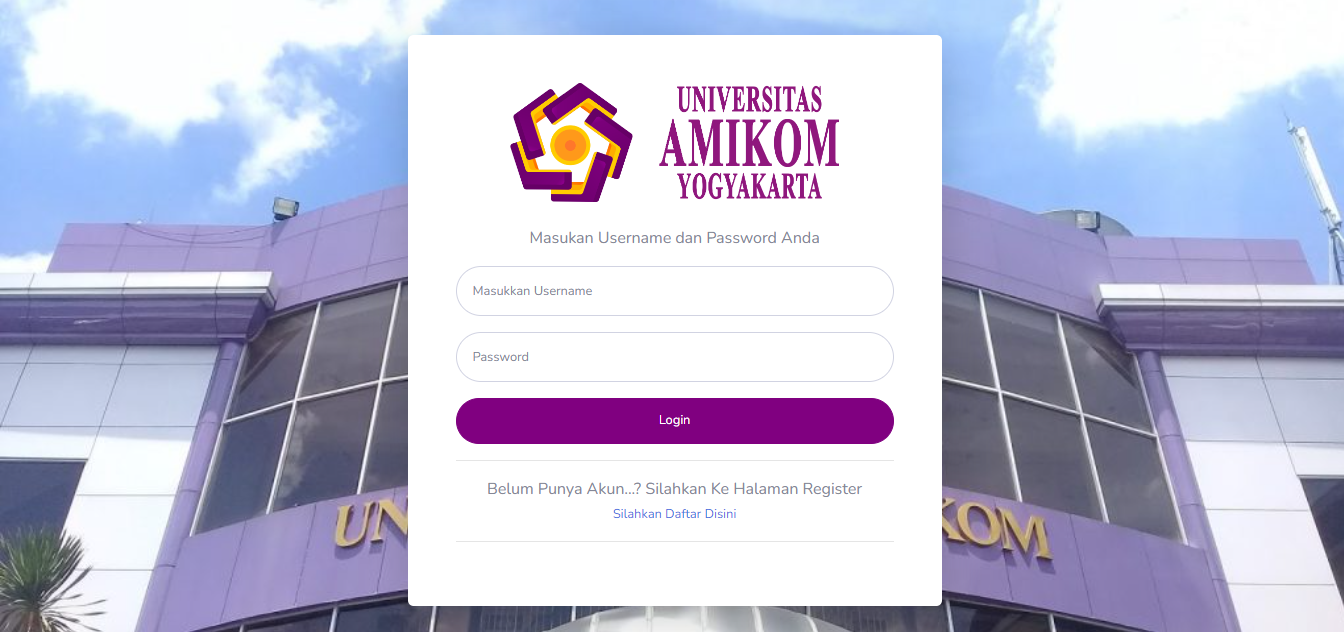 UNIVERSITAS
AMIKOM
YOGYAKARTA
Masukan Username dan Password Anda
Masukkan Username
Password
Login
Belum Punya Akun...? Silahkan Ke Halaman Register
Silahkan Daftar Disini
UN
KOM